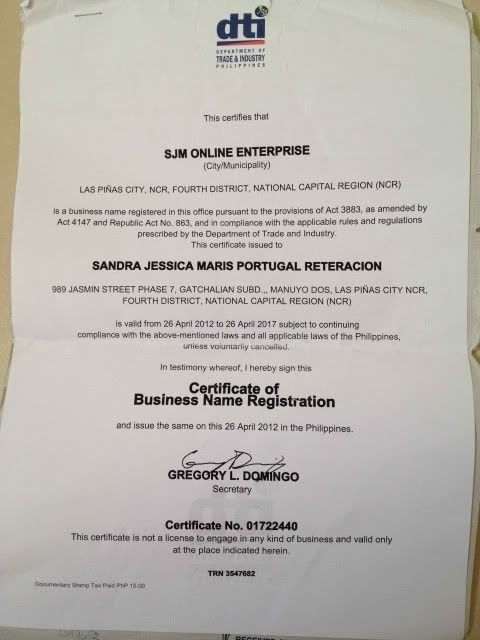 dti
DEPARTMENT OF
TRADE & INDUSTRY
PHILIPPINES
This certifies that
SJM ONLINE ENTERPRISE
(City/Municipality)
LAS PIÑAS CITY, NCR, FOURTH DISTRICT, NATIONAL CAPITAL REGION (NCR)
is a business name registered in this office pursuant to the provisions of Act 3883, as amended by
Act 4147 and Republic Act No. 863, and in compliance with the applicable rules and regulations
prescribed by the Department of Trade and Industry.
This certificate issued to
SANDRA JESSICA MARIS PORTUGAL RETERACION
989 JASMIN STREET PHASE 7, GATCHALIAN SUBD.,, MANUYO DOS, LAS PIÑAS CITY NCR,
FOURTH DISTRICT, NATIONAL CAPITAL REGION (NCR)
is valid from 26 April 2012 to 26 April 2017 subject to continuing
compliance with the above-mentioned laws and all applicable laws of the Philippines,
unless voluntarily cancelled.
In testimony whereof, I hereby sign this
Certificate of
Business Name Registration
and issue the same on this 26 April 2012 in the Philippines.
GREGORY L. DOMINGO
Secretary
Certificate No. 01722440
This certificate is not a license to engage in any kind of business and valid only
at the place indicated herein.
TRN 3547682
Documentary Stamp Tax Paid PhP 15.00